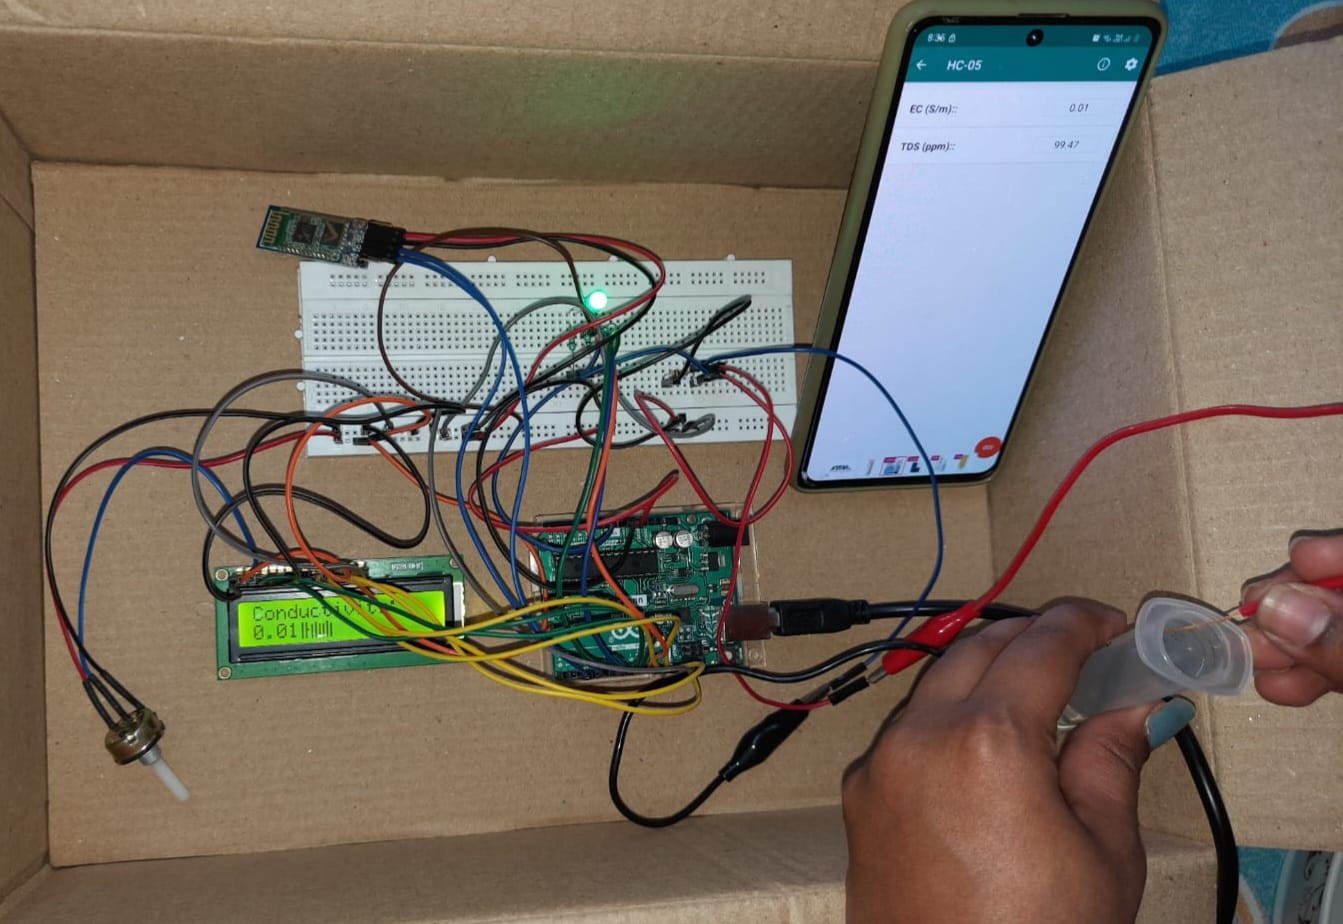 8:36
HC-05
EC (S/m):: 0.01
TDS (ppm):: 99.47
Conductivit
0.01